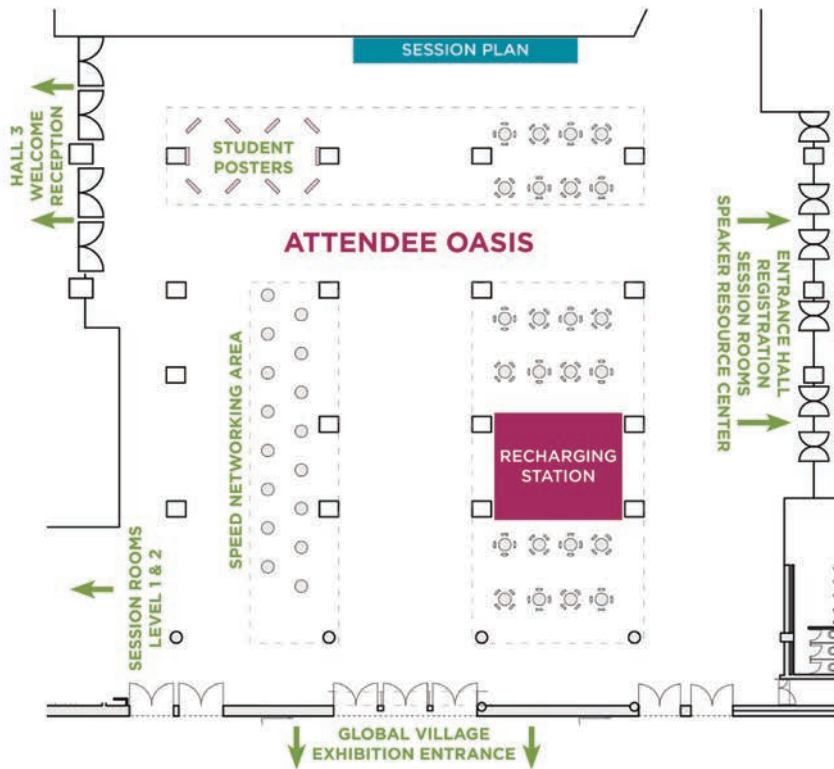 SESSION PLAN
HALL 3
WELCOME
RECEPTION
STUDENT
POSTERS
ATTENDEE OASIS
ENTRANCE HALL
REGISTRATION
SESSION ROOMS
SPEAKER RESOURCE CENTER
SPEED NETWORKING AREA
RECHARGING
STATION
SESSION ROOMS
LEVEL 1 & 2
GLOBAL VILLAGE
EXHIBITION ENTRANCE